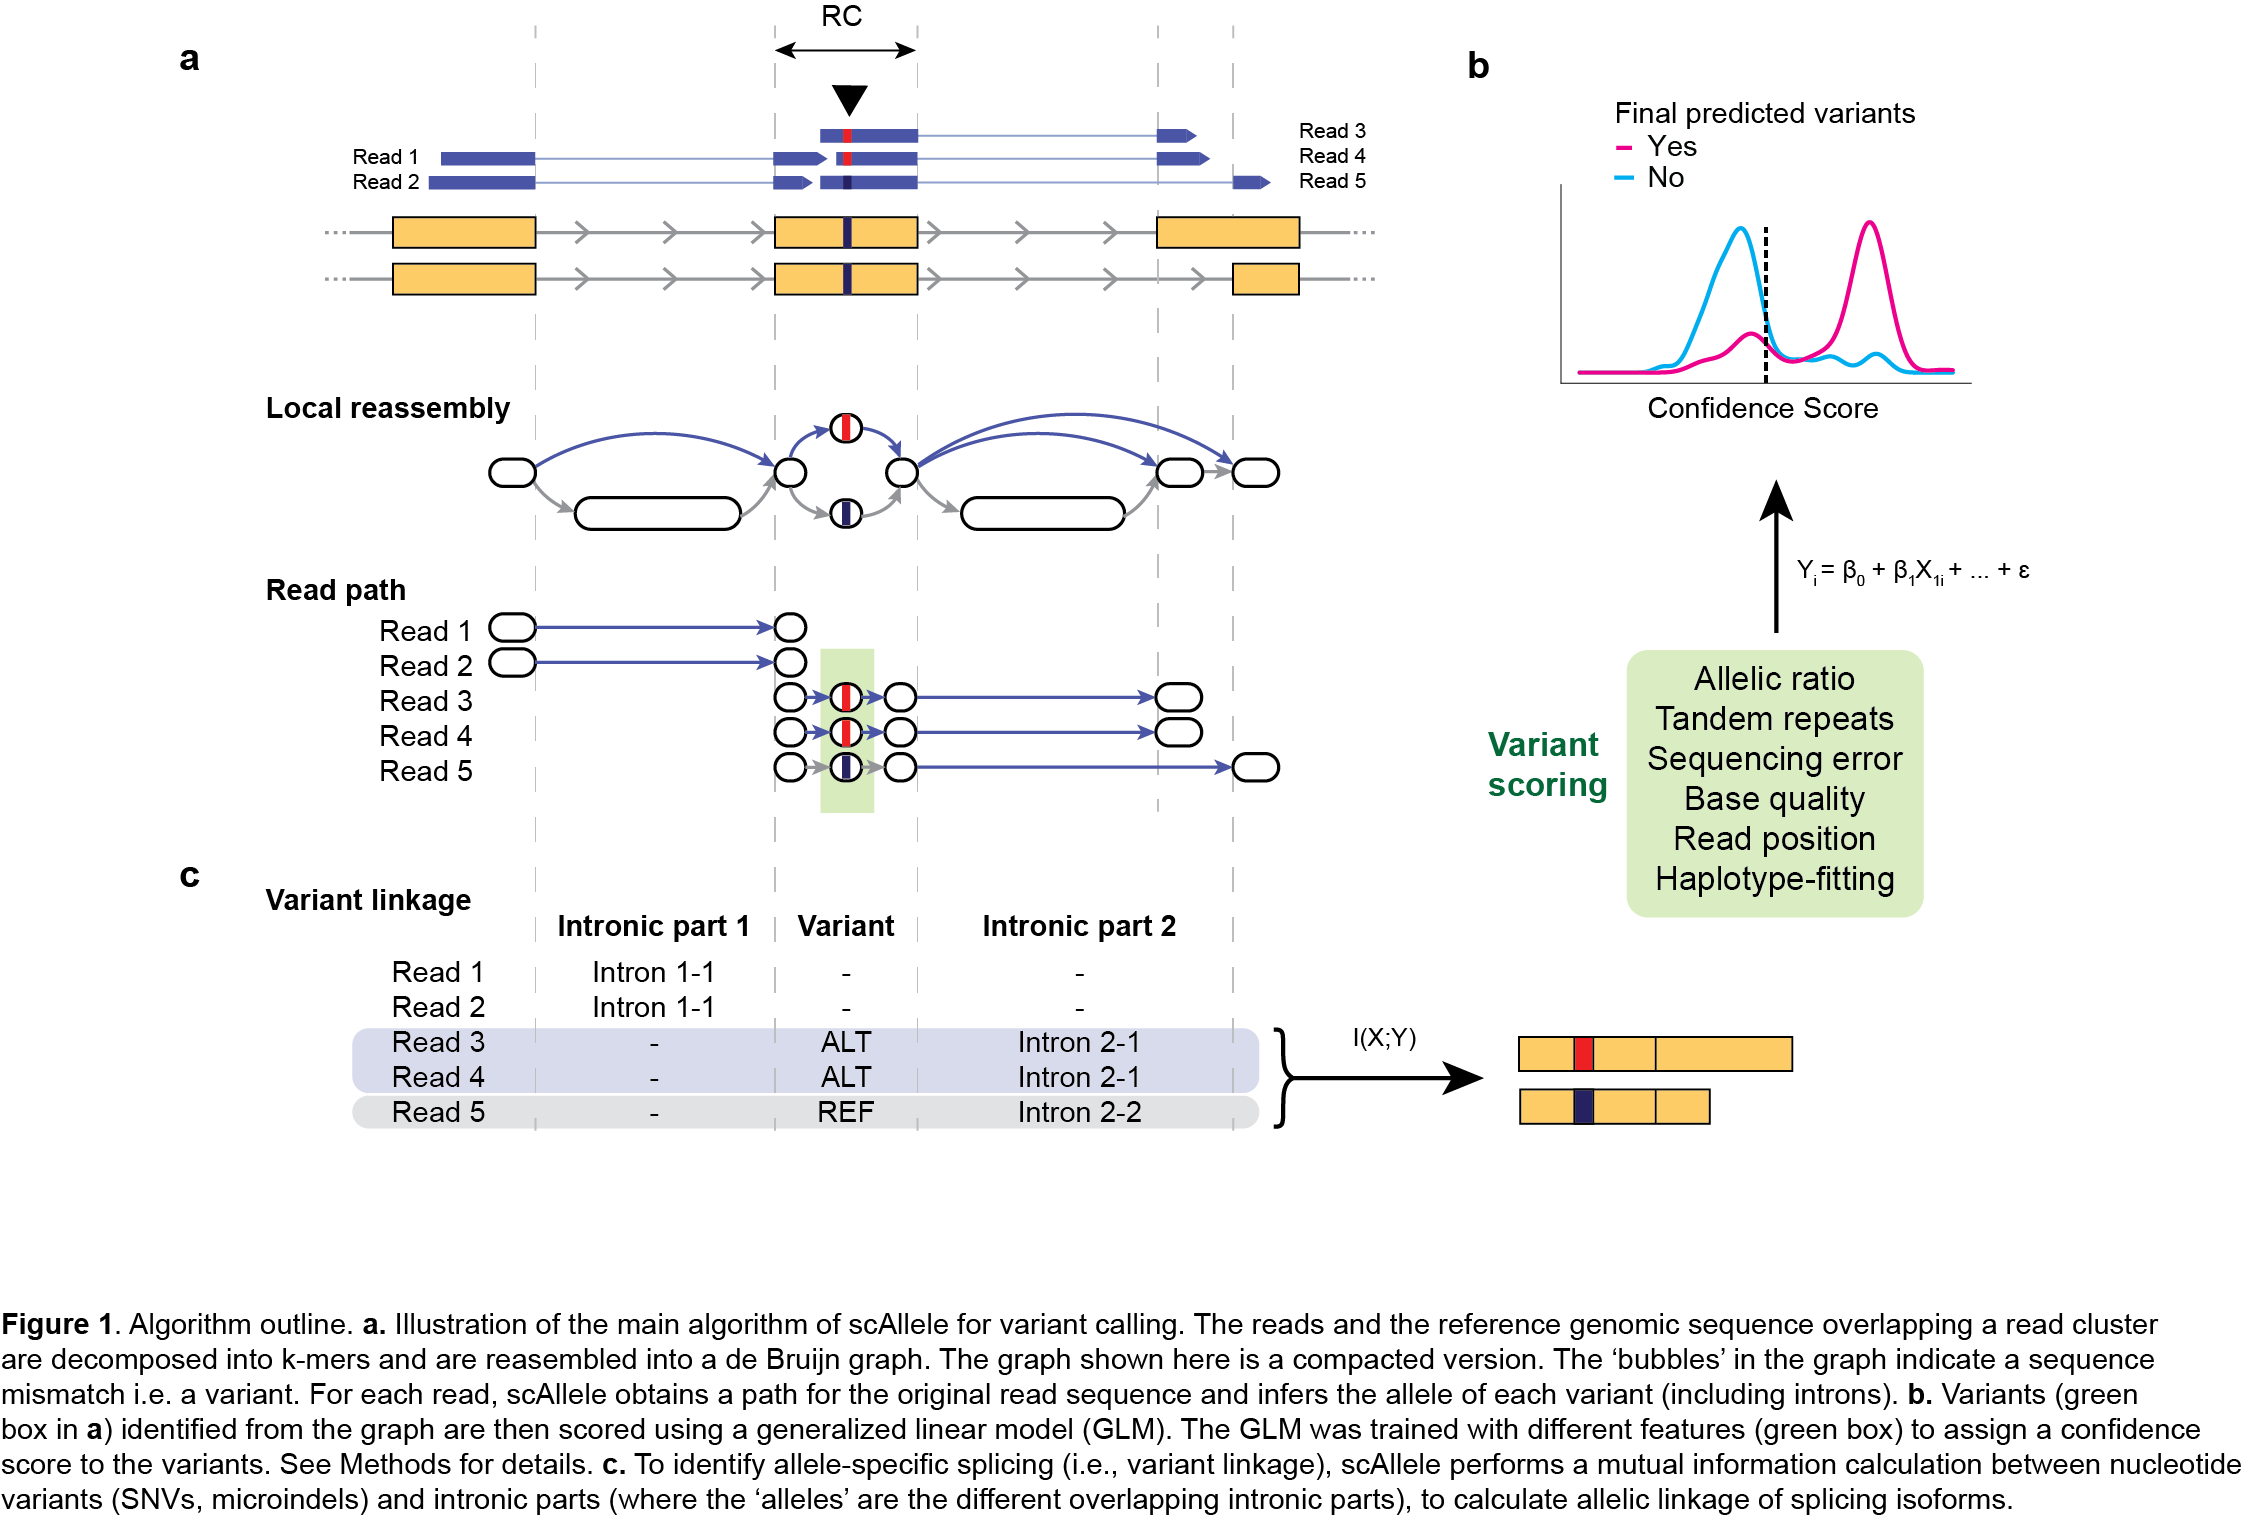 a
RC
Read 1
Read 2
Read 3
Read 4
Read 5
Local reassembly
Read path
Read 1
Read 2
Read 3
Read 4
Read 5
b
Final predicted variants
Yes
No
Confidence Score
Yi = β0 + β1X1i + ... + ε
Variant
scoring
Allelic ratio
Tandem repeats
Sequencing error
Base quality
Read position
Haplotype-fitting
c
Variant linkage
Intronic part 1 Variant Intronic part 2
Read 1 Intron 1-1 - -
Read 2 Intron 1-1 - -
Read 3 - ALT Intron 2-1
Read 4 - ALT Intron 2-1
Read 5 - REF Intron 2-2
I(X;Y)
Figure 1. Algorithm outline. a. Illustration of the main algorithm of scAllele for variant calling. The reads and the reference genomic sequence overlapping a read cluster
are decomposed into k-mers and are reasembled into a de Bruijn graph. The graph shown here is a compacted version. The ‘bubbles’ in the graph indicate a sequence
mismatch i.e. a variant. For each read, scAllele obtains a path for the original read sequence and infers the allele of each variant (including introns). b. Variants (green
box in a) identified from the graph are then scored using a generalized linear model (GLM). The GLM was trained with different features (green box) to assign a confidence
score to the variants. See Methods for details. c. To identify allele-specific splicing (i.e., variant linkage), scAllele performs a mutual information calculation between nucleotide
variants (SNVs, microindels) and intronic parts (where the ‘alleles’ are the different overlapping intronic parts), to calculate allelic linkage of splicing isoforms.